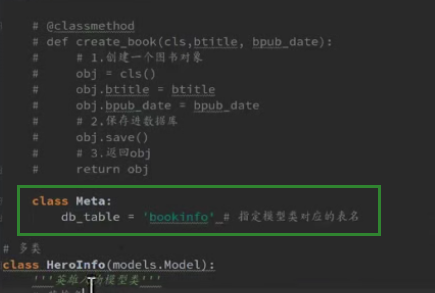 # @classmethod
# def create_book(cls,btitle, bpub_date):
#     # 1.创建一个图书对象
#     obj = cls()
#     obj.btitle = btitle
#     obj.bpub_date = bpub_date
#     # 2.保存进数据库
#     obj.save()
#     # 3.返回obj
#     return obj
class Meta:
db_table = 'bookinfo' # 指定模型类对应的表名
# 多类
class HeroInfo(models.Model):
'''英雄人物模型类'''